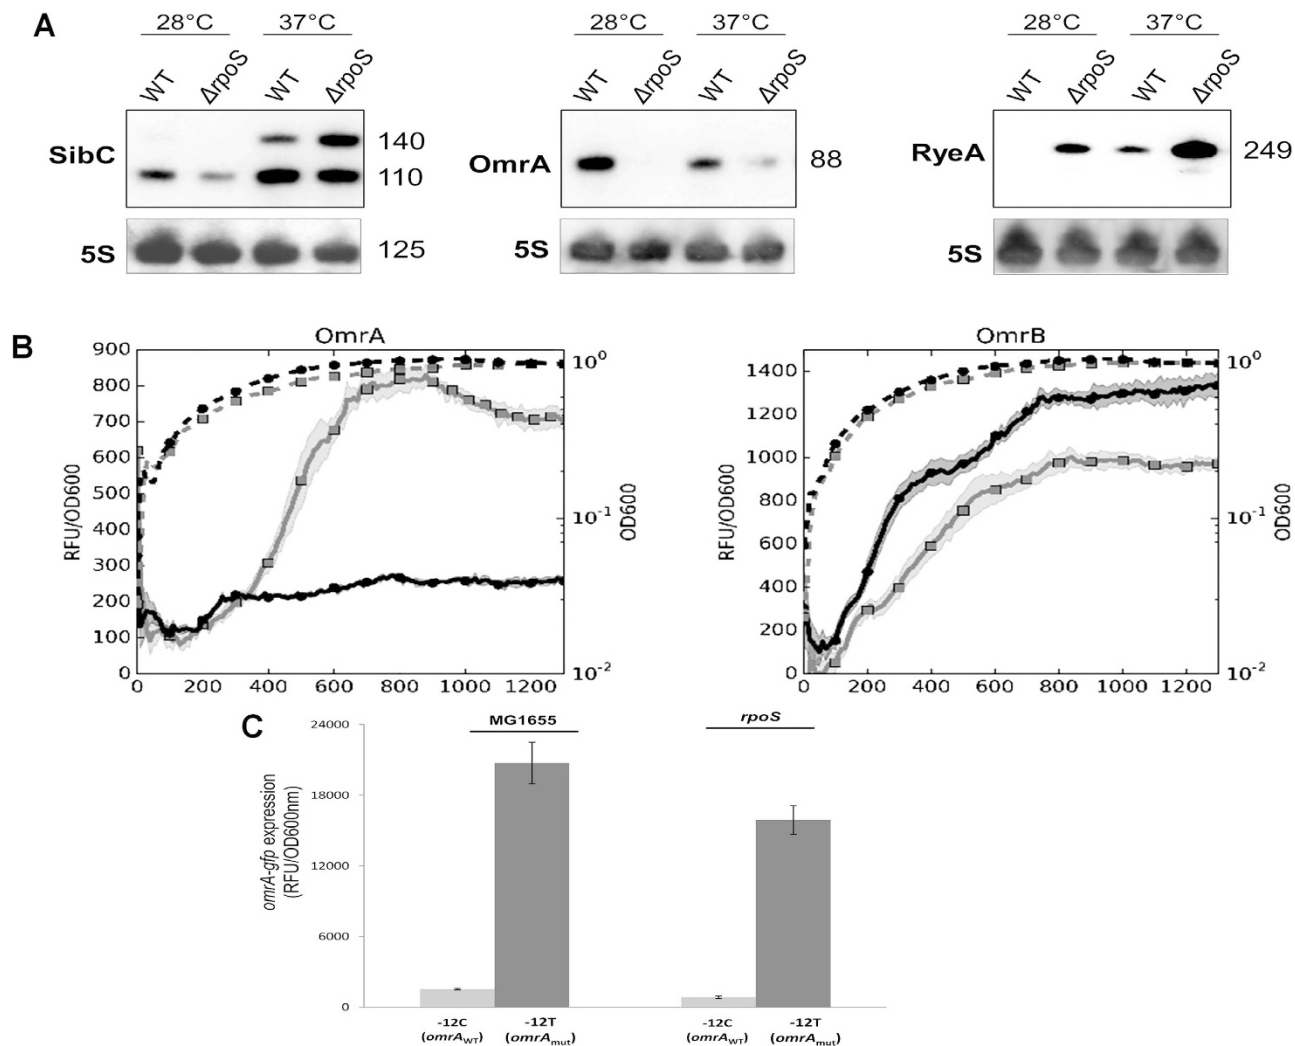 A
28°C 37°C
WT ΔrpoS WT ΔrpoS
SibC
140
110
5S
125
28°C 37°C
WT ΔrpoS WT ΔrpoS
OmrA
88
5S
28°C 37°C
WT ΔrpoS WT ΔrpoS
RyeA
249
5S
B
OmrA
RFU/OD600
900
800
700
600
500
400
300
200
100
0
0 200 400 600 800 1000 1200
10⁰
10⁻¹
10⁻²
OD600
OmrB
RFU/OD600
1400
1200
1000
800
600
400
200
0
0 200 400 600 800 1000 1200
10⁰
10⁻¹
10⁻²
OD600
C
MG1655
rpoS
omrA-gfp expression
(RFU/OD600nm)
24000
18000
12000
6000
0
-12C -12T -12C -12T
(omrAWT) (omrAmut) (omrAWT) (omrAmut)